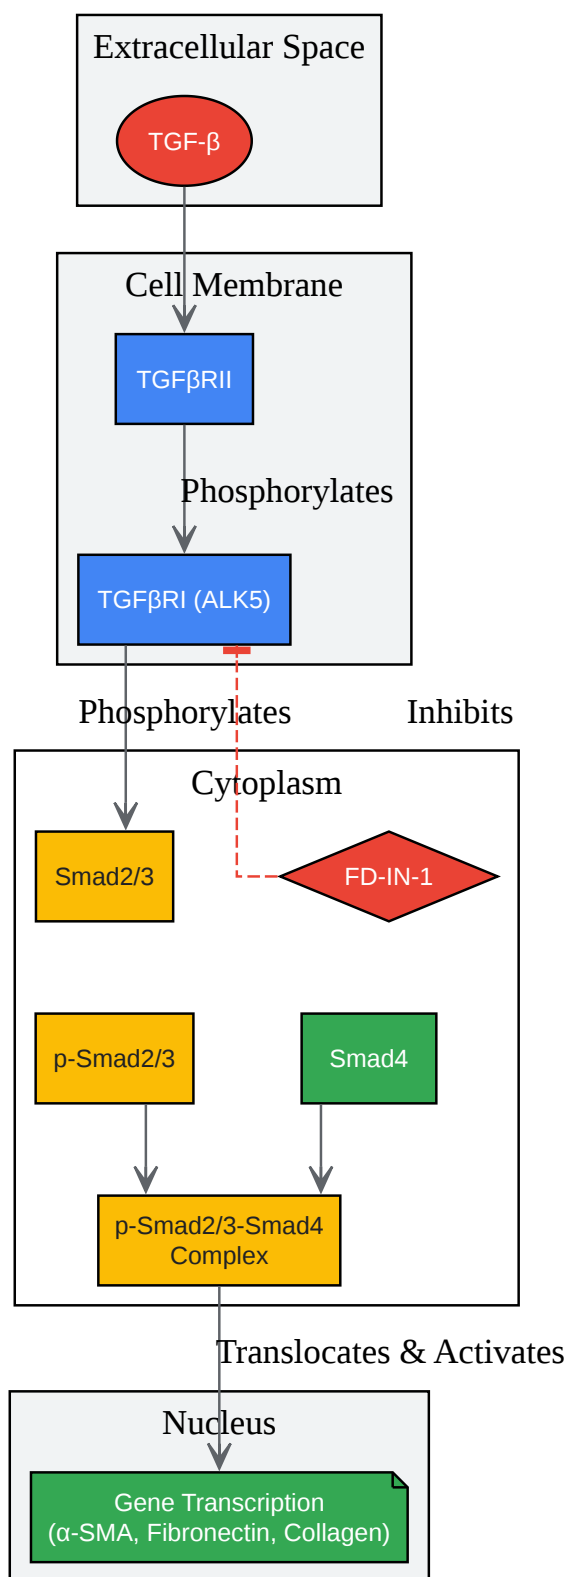 Extracellular Space
TGF-β
Cell Membrane
TGFβRII
Phosphorylates
TGFβRI (ALK5)
Phosphorylates
Inhibits
Cytoplasm
Smad2/3
FD-IN-1
p-Smad2/3
Smad4
p-Smad2/3-Smad4
Complex
Translocates & Activates
Nucleus
Gene Transcription
(α-SMA, Fibronectin, Collagen)